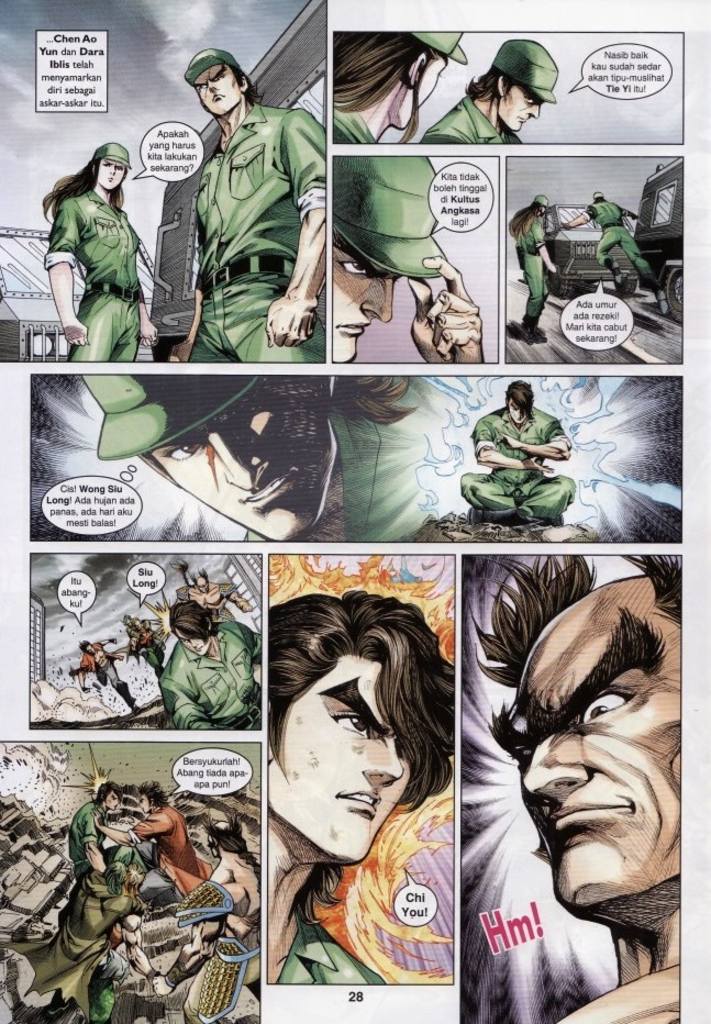 ...Chen Ao
Yun dan Dara
Iblis telah
menyamarkan
diri sebagai
askar-askar itu.
Apakah
yang harus
kita lakukan
sekarang?
Nasib baik
kau sudah sedar
akan tipu-muslihat
Tie Yi itu!
Kita tidak
boleh tinggal
di Kultus
Angkasa
lagi!
Ada umur
ada rezeki!
Mari kita cabut
sekarang!
Cis! Wong Siu
Long! Ada hujan ada
panas, ada hari aku
mesti balas!
Itu
abang-
ku!
Siu
Long!
Bersyukurlah!
Abang tiada apa-
apa pun!
Chi
You!
Hm!
28